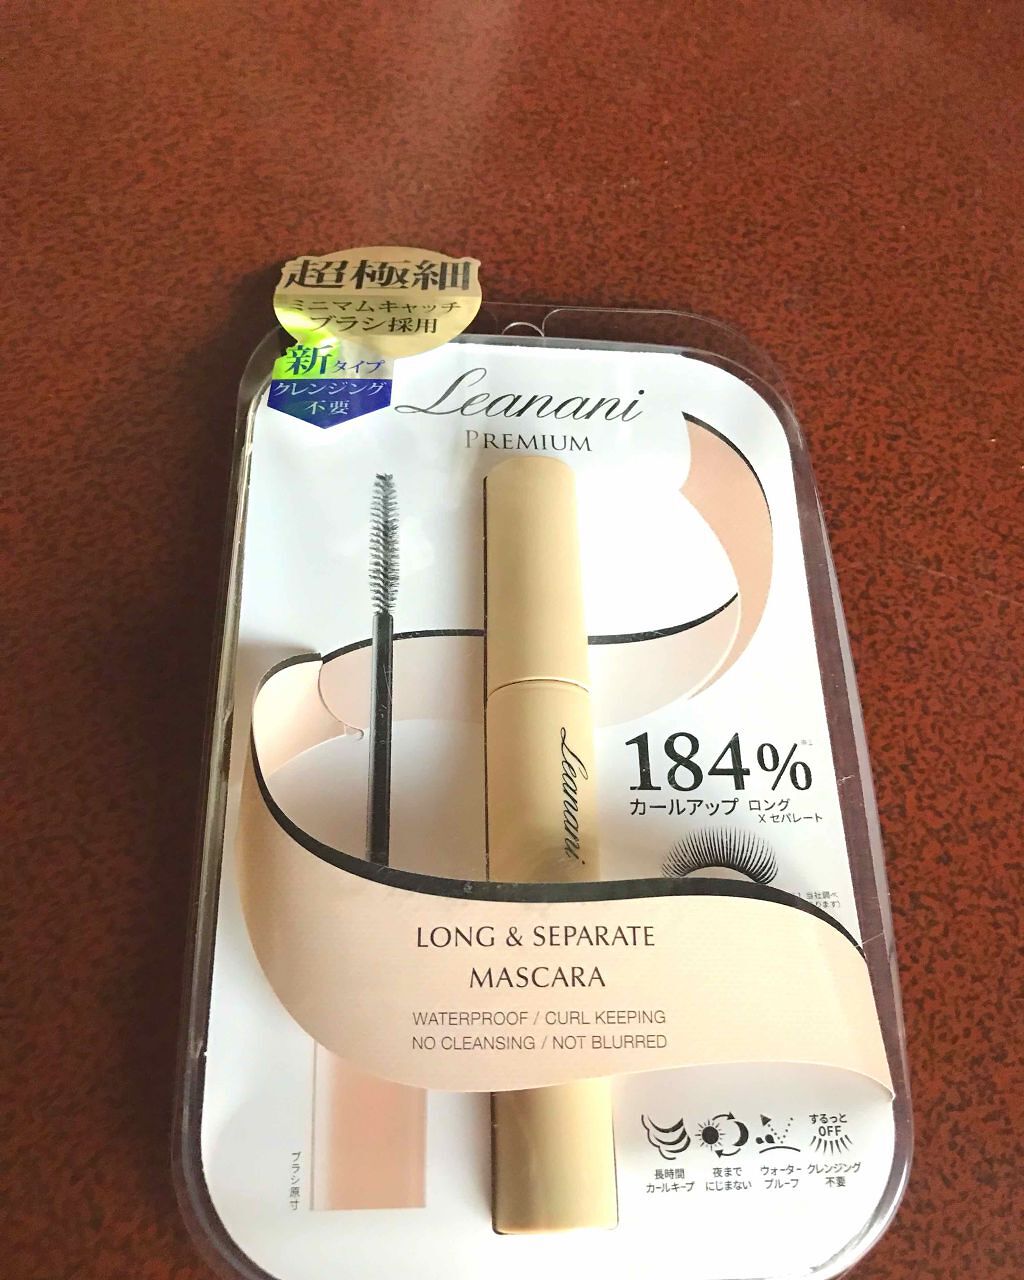 超極細
ミニマムキャッチ
ブラシ採用
新タイプ
クレンジング
不要
Leanani
PREMIUM
Leanani
184%
カールアップ ロング
X セパレート
当社調べ
LONG & SEPARATE
MASCARA
WATERPROOF / CURL KEEPING
NO CLEANSING / NOT BLURRED
ブラシ原寸
長時間
カールキープ
夜まで
にじまない
ウォーター
プルーフ
するっと
OFF
クレンジング
不要